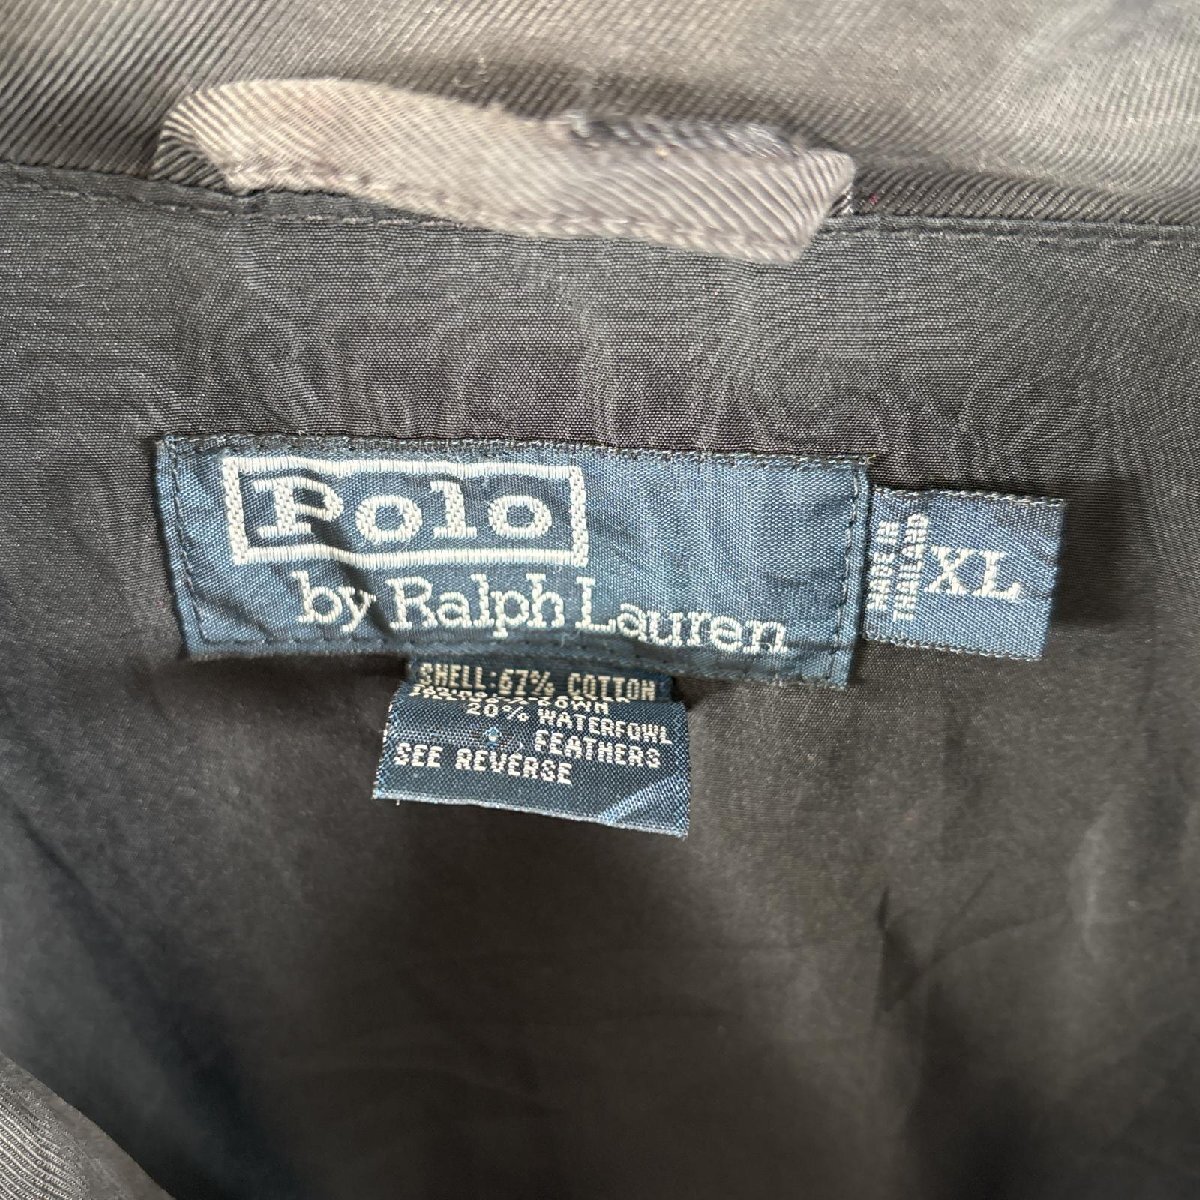 Polo
by Ralph Lauren
XL
MADE IN
THAILAND
SHELL: 67% COTTON
20% WATERFOWL
FEATHERS
SEE REVERSE